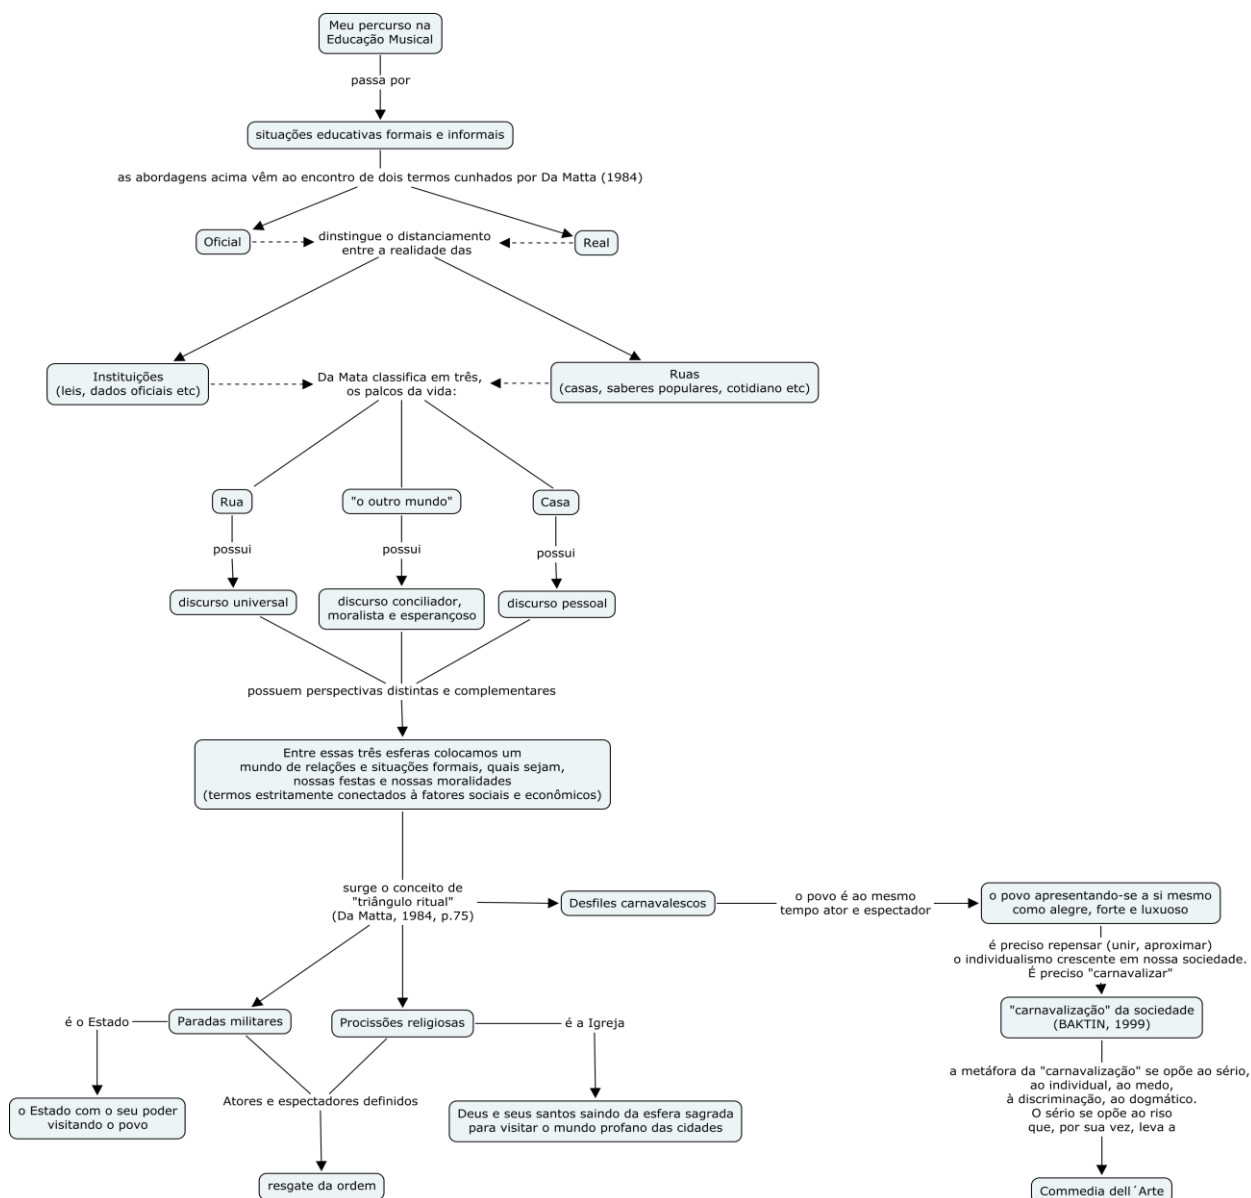 Meu percurso na
Educação Musical
passa por
situações educativas formais e informais
as abordagens acima vêm ao encontro de dois termos cunhados por Da Matta (1984)
Oficial
dinstingue o distanciamento
entre a realidade das
Real
Instituições
(leis, dados oficiais etc)
Da Mata classifica em três,
os palcos da vida:
Ruas
(casas, saberes populares, cotidiano etc)
Rua
"o outro mundo"
Casa
possui
possui
possui
discurso universal
discurso conciliador,
moralista e esperançoso
discurso pessoal
possuem perspectivas distintas e complementares
Entre essas três esferas colocamos um
mundo de relações e situações formais, quais sejam,
nossas festas e nossas moralidades
(termos estritamente conectados à fatores sociais e econômicos)
surge o conceito de
"triângulo ritual"
(Da Matta, 1984, p.75)
Desfiles carnavalescos
o povo é ao mesmo
tempo ator e espectador
o povo apresentando-se a si mesmo
como alegre, forte e luxuoso
é preciso repensar (unir, aproximar)
o individualismo crescente em nossa sociedade.
É preciso "carnavalizar"
é o Estado
Paradas militares
Procissões religiosas
é a Igreja
"carnavalização" da sociedade
(BAKTIN, 1999)
a metáfora da "carnavalização" se opõe ao sério,
ao individual, ao medo,
à discriminação, ao dogmático.
O sério se opõe ao riso
que, por sua vez, leva a
o Estado com o seu poder
visitando o povo
Atores e espectadores definidos
Deus e seus santos saindo da esfera sagrada
para visitar o mundo profano das cidades
resgate da ordem
Commedia dell´Arte